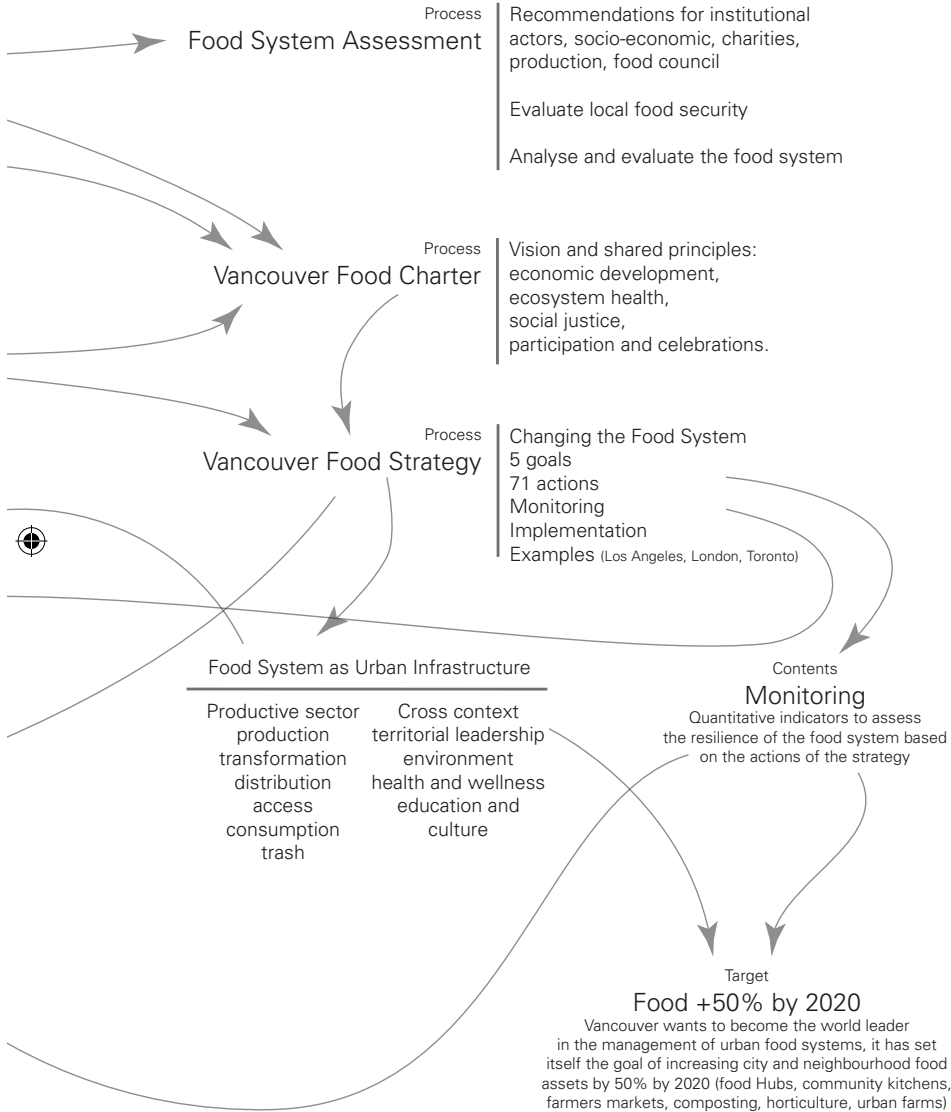 Process
Food System Assessment
Recommendations for institutional
actors, socio-economic, charities,
production, food council
Evaluate local food security
Analyse and evaluate the food system
Process
Vancouver Food Charter
Vision and shared principles:
economic development,
ecosystem health,
social justice,
participation and celebrations.
Process
Vancouver Food Strategy
Changing the Food System
5 goals
71 actions
Monitoring
Implementation
Examples (Los Angeles, London, Toronto)
Food System as Urban Infrastructure
Productive sector
production
transformation
distribution
access
consumption
trash
Cross context
territorial leadership
environment
health and wellness
education and
culture
Contents
Monitoring
Quantitative indicators to assess
the resilience of the food system based
on the actions of the strategy
Target
Food +50% by 2020
Vancouver wants to become the world leader
in the management of urban food systems, it has set
itself the goal of increasing city and neighbourhood food
assets by 50% by 2020 (food Hubs, community kitchens,
farmers markets, composting, horticulture, urban farms)